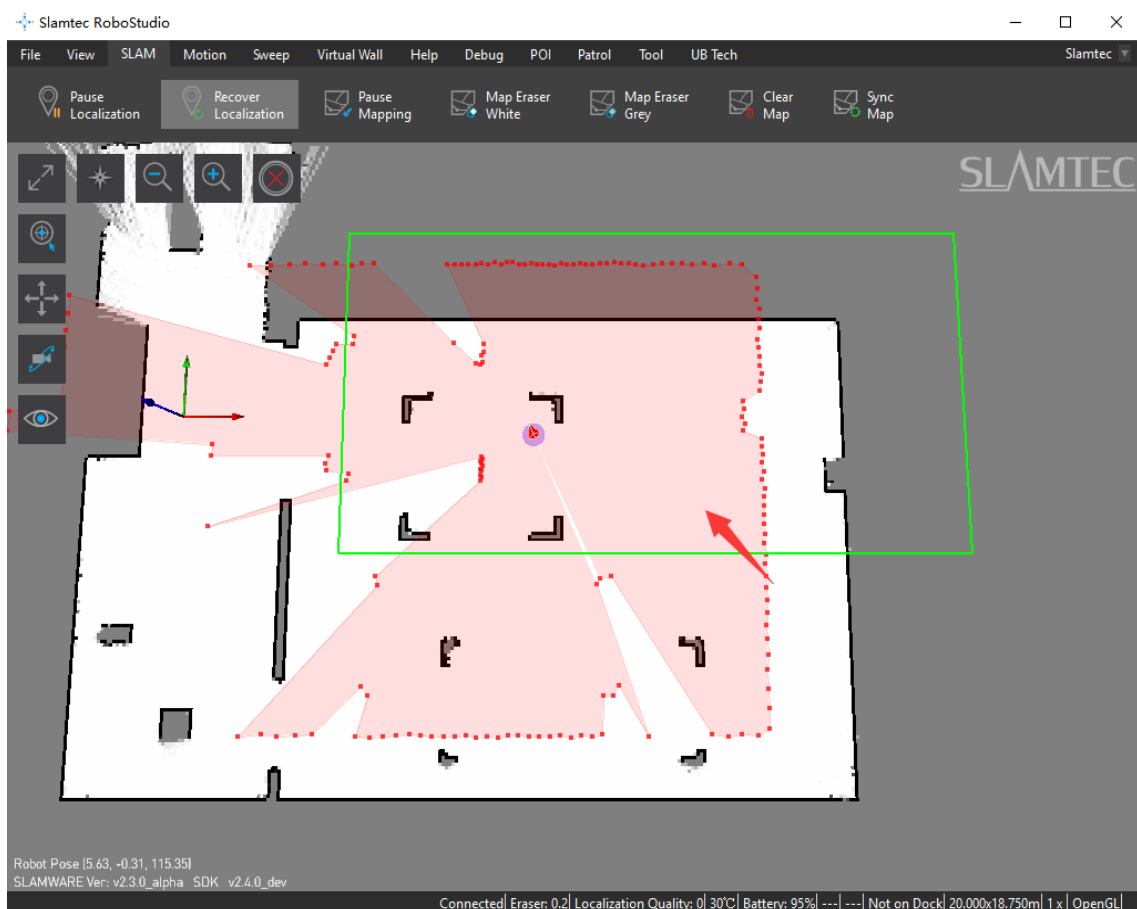 Slamtec RoboStudio
File View SLAM Motion Sweep Virtual Wall Help Debug POI Patrol Tool UB Tech Slamtec
Pause Localization
Recover Localization
Pause Mapping
Map Eraser White
Map Eraser Grey
Clear Map
Sync Map
SLAMTEC
Robot Pose [5.63, -0.31, 115.35]
SLAMWARE Ver: v2.3.0_alpha SDK v2.4.0_dev
Connected| Eraser: 0.2| Localization Quality: 0| 30℃| Battery: 95%| ---| ---| Not on Dock| 20.000x18.750m| 1 x | OpenGL|